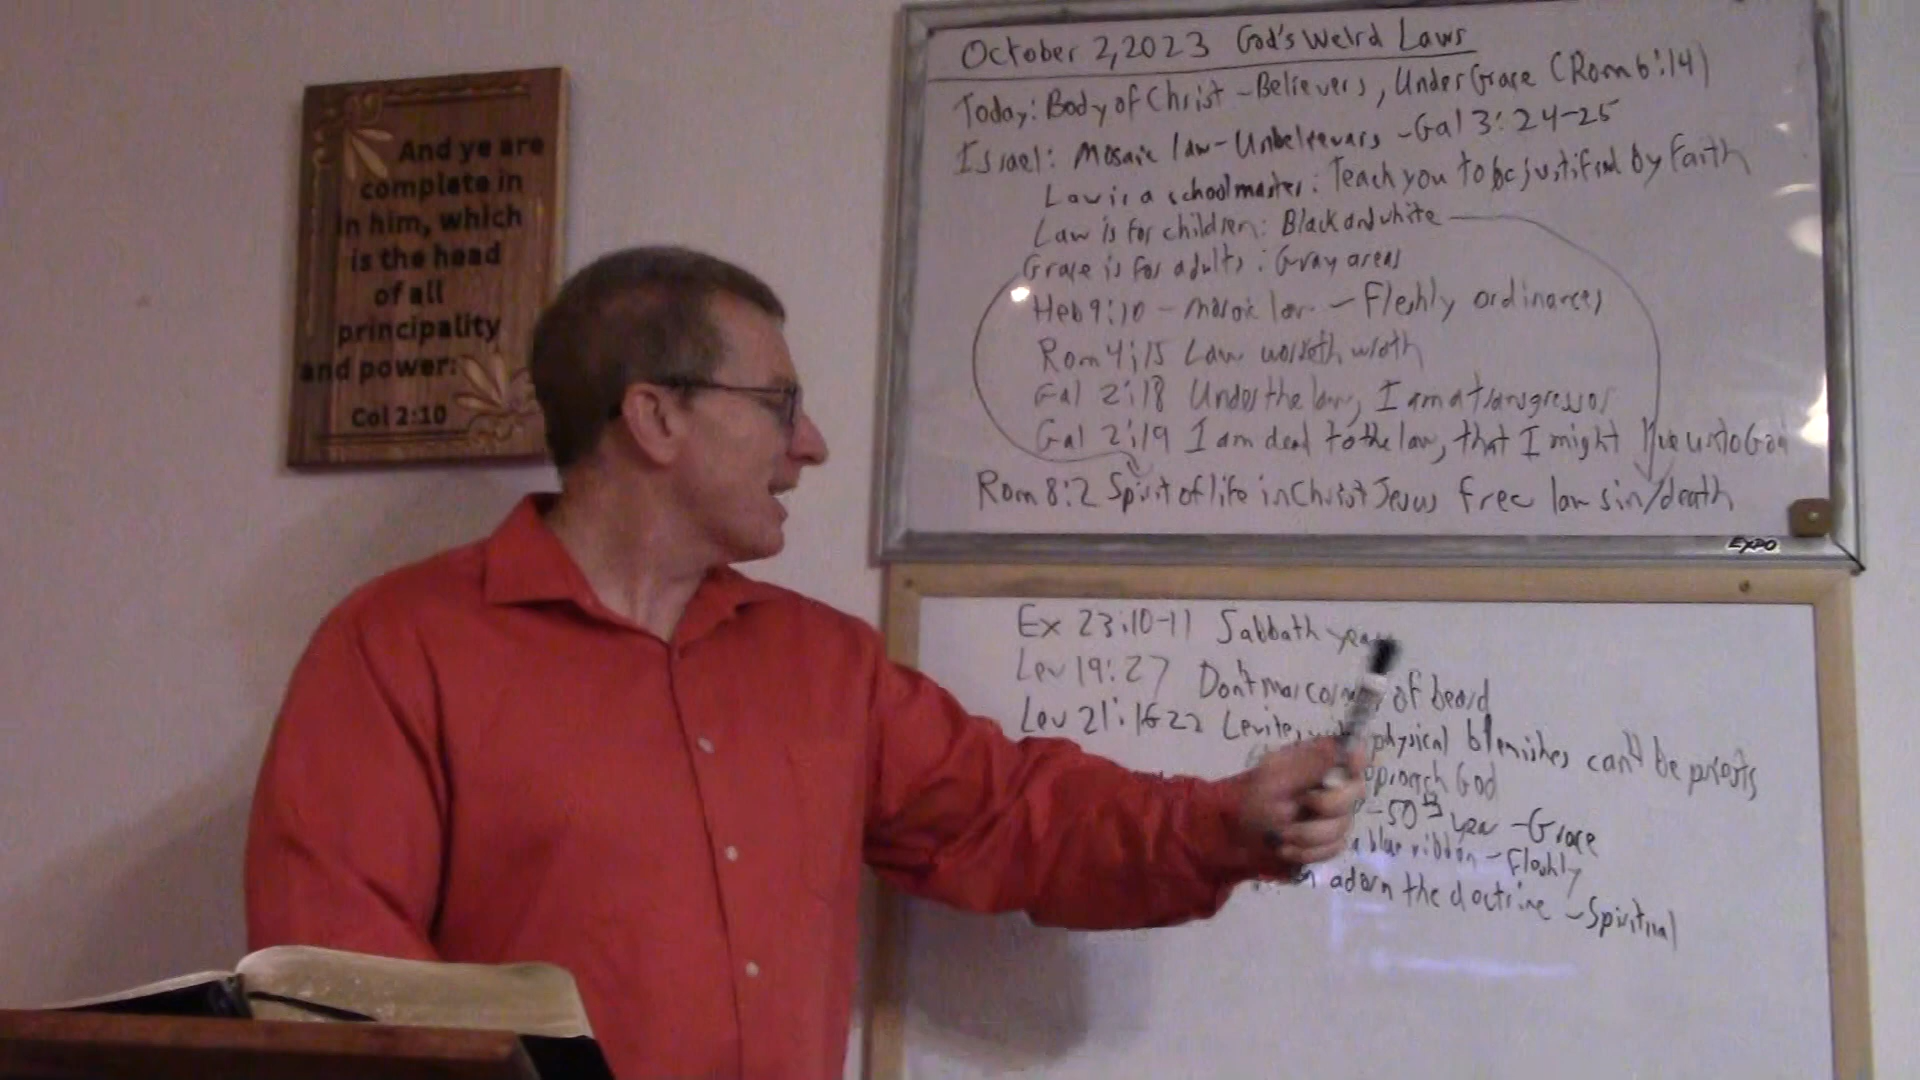 And ye are
complete in
in him, which
is the head
of all
principality
and power:
Col 2:10
October 2, 2023 God's Weird Laws
Today: Body of Christ - Believers, Under Grace (Rom 6:14)
Israel: Mosaic law - Unbelievers - Gal 3:24-25
Law is a schoolmaster: Teach you to be justified by Faith
Law is for children: Black and white
Grace is for adults: Gray areas
Heb 9:10 - Mosaic law - Fleshly ordinances
Rom 4:15 Law worketh wrath
Gal 2:18 Under the law, I am a transgressor
Gal 2:19 I am dead to the law, that I might live unto God
Rom 8:2 Spirit of life in Christ Jesus free law sin/death
EXPO
Ex 23:10-11 Sabbath year
Lev 19:27 Don't mar corners of beard
Lev 21:16-22 Levites physical blemishes can't be priests
approach God
-50th year - Grace
a blue ribbon - Fleshly
adorn the doctrine - Spiritual